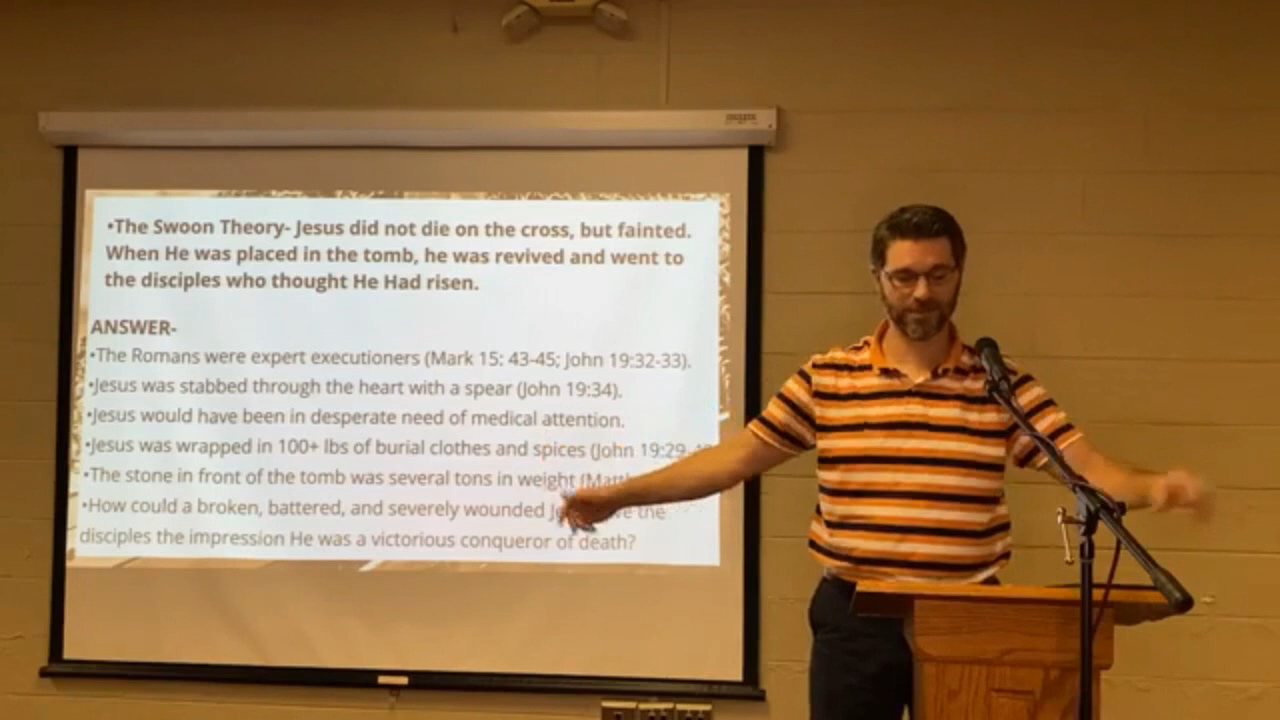 •The Swoon Theory- Jesus did not die on the cross, but fainted.
When He was placed in the tomb, he was revived and went to
the disciples who thought He Had risen.
ANSWER-
•The Romans were expert executioners (Mark 15: 43-45; John 19:32-33).
•Jesus was stabbed through the heart with a spear (John 19:34).
•Jesus would have been in desperate need of medical attention.
•Jesus was wrapped in 100+ lbs of burial clothes and spices (John 19:29
•The stone in front of the tomb was several tons in weight
•How could a broken, battered, and severely wounded the
disciples the impression He was a victorious conqueror of death?